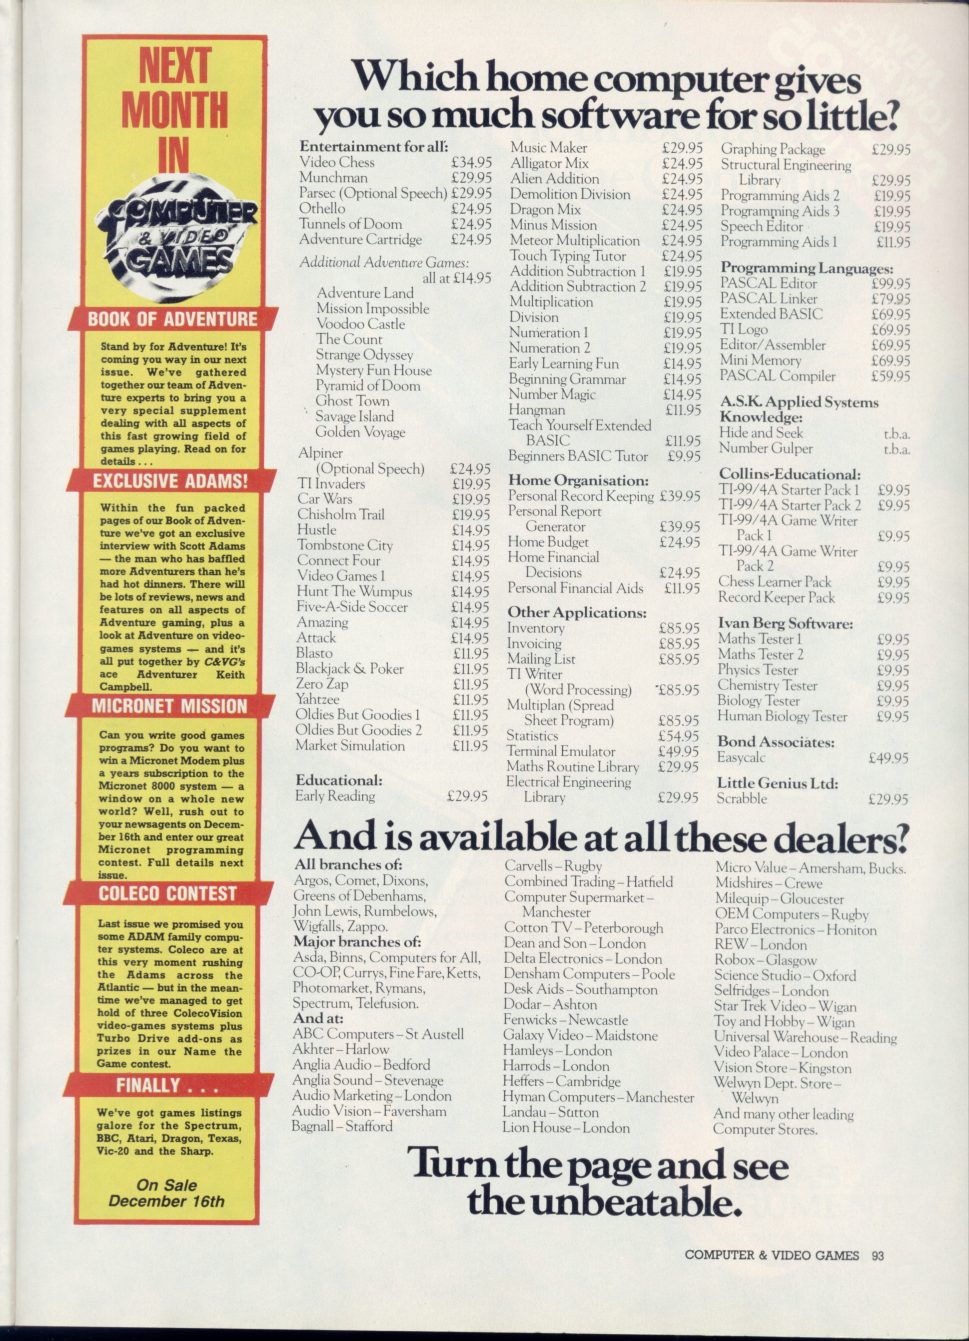 NEXT
MONTH
IN
COMPUTER
& VIDEO
GAMES
BOOK OF ADVENTURE
Stand by for Adventure! It's
coming you way in our next
issue. We've gathered
together our team of Adven-
ture experts to bring you a
very special supplement
dealing with all aspects of
this fast growing field of
games playing. Read on for
details . . .
EXCLUSIVE ADAMS!
Within the fun packed
pages of our Book of Adven-
ture we've got an exclusive
interview with Scott Adams
— the man who has baffled
more Adventurers than he's
had hot dinners. There will
be lots of reviews, news and
features on all aspects of
Adventure gaming, plus a
look at Adventure on video-
games systems — and it's
all put together by C&VG's
ace Adventurer Keith
Campbell.
MICRONET MISSION
Can you write good games
programs? Do you want to
win a Micronet Modem plus
a years subscription to the
Micronet 8000 system — a
window on a whole new
world? Well, rush out to
your newsagents on Decem-
ber 16th and enter our great
Micronet programming
contest. Full details next
issue.
COLECO CONTEST
Last issue we promised you
some ADAM family compu-
ter systems. Coleco are at
this very moment rushing
the Adams across the
Atlantic — but in the mean-
time we've managed to get
hold of three ColecoVision
video-games systems plus
Turbo Drive add-ons as
prizes in our Name the
Game contest.
FINALLY . . .
We've got games listings
galore for the Spectrum,
BBC, Atari, Dragon, Texas,
Vic-20 and the Sharp.
On Sale
December 16th
Which home computer gives
you so much software for so little?
Entertainment for all:
Video Chess £34.95
Munchman £29.95
Parsec (Optional Speech) £29.95
Othello £24.95
Tunnels of Doom £24.95
Adventure Cartridge £24.95
Additional Adventure Games:
all at £14.95
Adventure Land
Mission Impossible
Voodoo Castle
The Count
Strange Odyssey
Mystery Fun House
Pyramid of Doom
Ghost Town
Savage Island
Golden Voyage
Alpiner
(Optional Speech) £24.95
TI Invaders £19.95
Car Wars £19.95
Chisholm Trail £19.95
Hustle £14.95
Tombstone City £14.95
Connect Four £14.95
Video Games 1 £14.95
Hunt The Wumpus £14.95
Five-A-Side Soccer £14.95
Amazing £14.95
Attack £14.95
Blasto £11.95
Blackjack & Poker £11.95
Zero Zap £11.95
Yahtzee £11.95
Oldies But Goodies 1 £11.95
Oldies But Goodies 2 £11.95
Market Simulation £11.95
Educational:
Early Reading £29.95
Music Maker £29.95
Alligator Mix £24.95
Alien Addition £24.95
Demolition Division £24.95
Dragon Mix £24.95
Minus Mission £24.95
Meteor Multiplication £24.95
Touch Typing Tutor £24.95
Addition Subtraction 1 £19.95
Addition Subtraction 2 £19.95
Multiplication £19.95
Division £19.95
Numeration 1 £19.95
Numeration 2 £19.95
Early Learning Fun £14.95
Beginning Grammar £14.95
Number Magic £14.95
Hangman £11.95
Teach Yourself Extended
BASIC £11.95
Beginners BASIC Tutor £9.95
Home Organisation:
Personal Record Keeping £39.95
Personal Report
Generator £39.95
Home Budget £24.95
Home Financial
Decisions £24.95
Personal Financial Aids £11.95
Other Applications:
Inventory £85.95
Invoicing £85.95
Mailing List £85.95
TI Writer
(Word Processing) £85.95
Multiplan (Spread
Sheet Program) £85.95
Statistics £54.95
Terminal Emulator £49.95
Maths Routine Library £29.95
Electrical Engineering
Library £29.95
Graphing Package £29.95
Structural Engineering
Library £29.95
Programming Aids 2 £19.95
Programming Aids 3 £19.95
Speech Editor £19.95
Programming Aids 1 £11.95
Programming Languages:
PASCAL Editor £99.95
PASCAL Linker £79.95
Extended BASIC £69.95
TI Logo £69.95
Editor/Assembler £69.95
Mini Memory £69.95
PASCAL Compiler £59.95
A.S.K. Applied Systems
Knowledge:
Hide and Seek t.b.a.
Number Gulper t.b.a.
Collins-Educational:
TI-99/4A Starter Pack 1 £9.95
TI-99/4A Starter Pack 2 £9.95
TI-99/4A Game Writer
Pack 1 £9.95
TI-99/4A Game Writer
Pack 2 £9.95
Chess Learner Pack £9.95
Record Keeper Pack £9.95
Ivan Berg Software:
Maths Tester 1 £9.95
Maths Tester 2 £9.95
Physics Tester £9.95
Chemistry Tester £9.95
Biology Tester £9.95
Human Biology Tester £9.95
Bond Associates:
Easycalc £49.95
Little Genius Ltd:
Scrabble £29.95
And is available at all these dealers?
All branches of:
Argos, Comet, Dixons,
Greens of Debenhams,
John Lewis, Rumbelows,
Wigfalls, Zappo.
Major branches of:
Asda, Binns, Computers for All,
CO-OP, Currys, Fine Fare, Ketts,
Photomarket, Rymans,
Spectrum, Telefusion.
And at:
ABC Computers – St Austell
Akhter – Harlow
Anglia Audio – Bedford
Anglia Sound – Stevenage
Audio Marketing – London
Audio Vision – Faversham
Bagnall – Stafford
Carvells – Rugby
Combined Trading – Hatfield
Computer Supermarket –
Manchester
Cotton TV – Peterborough
Dean and Son – London
Delta Electronics – London
Densham Computers – Poole
Desk Aids – Southampton
Dodar – Ashton
Fenwicks – Newcastle
Galaxy Video – Maidstone
Hamleys – London
Harrods – London
Heffers – Cambridge
Hyman Computers – Manchester
Landau – Sutton
Lion House – London
Micro Value – Amersham, Bucks.
Midshires – Crewe
Milequip – Gloucester
OEM Computers – Rugby
Parco Electronics – Honiton
REW – London
Robox – Glasgow
Science Studio – Oxford
Selfridges – London
Star Trek Video – Wigan
Toy and Hobby – Wigan
Universal Warehouse – Reading
Video Palace – London
Vision Store – Kingston
Welwyn Dept. Store –
Welwyn
And many other leading
Computer Stores.
Turn the page and see
the unbeatable.
COMPUTER & VIDEO GAMES 93